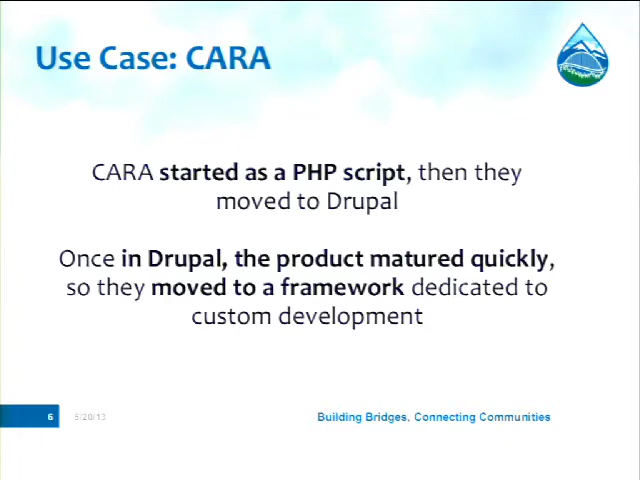 Use Case: CARA
CARA started as a PHP script, then they
moved to Drupal
Once in Drupal, the product matured quickly,
so they moved to a framework dedicated to
custom development
6
5/20/13
Building Bridges, Connecting Communities